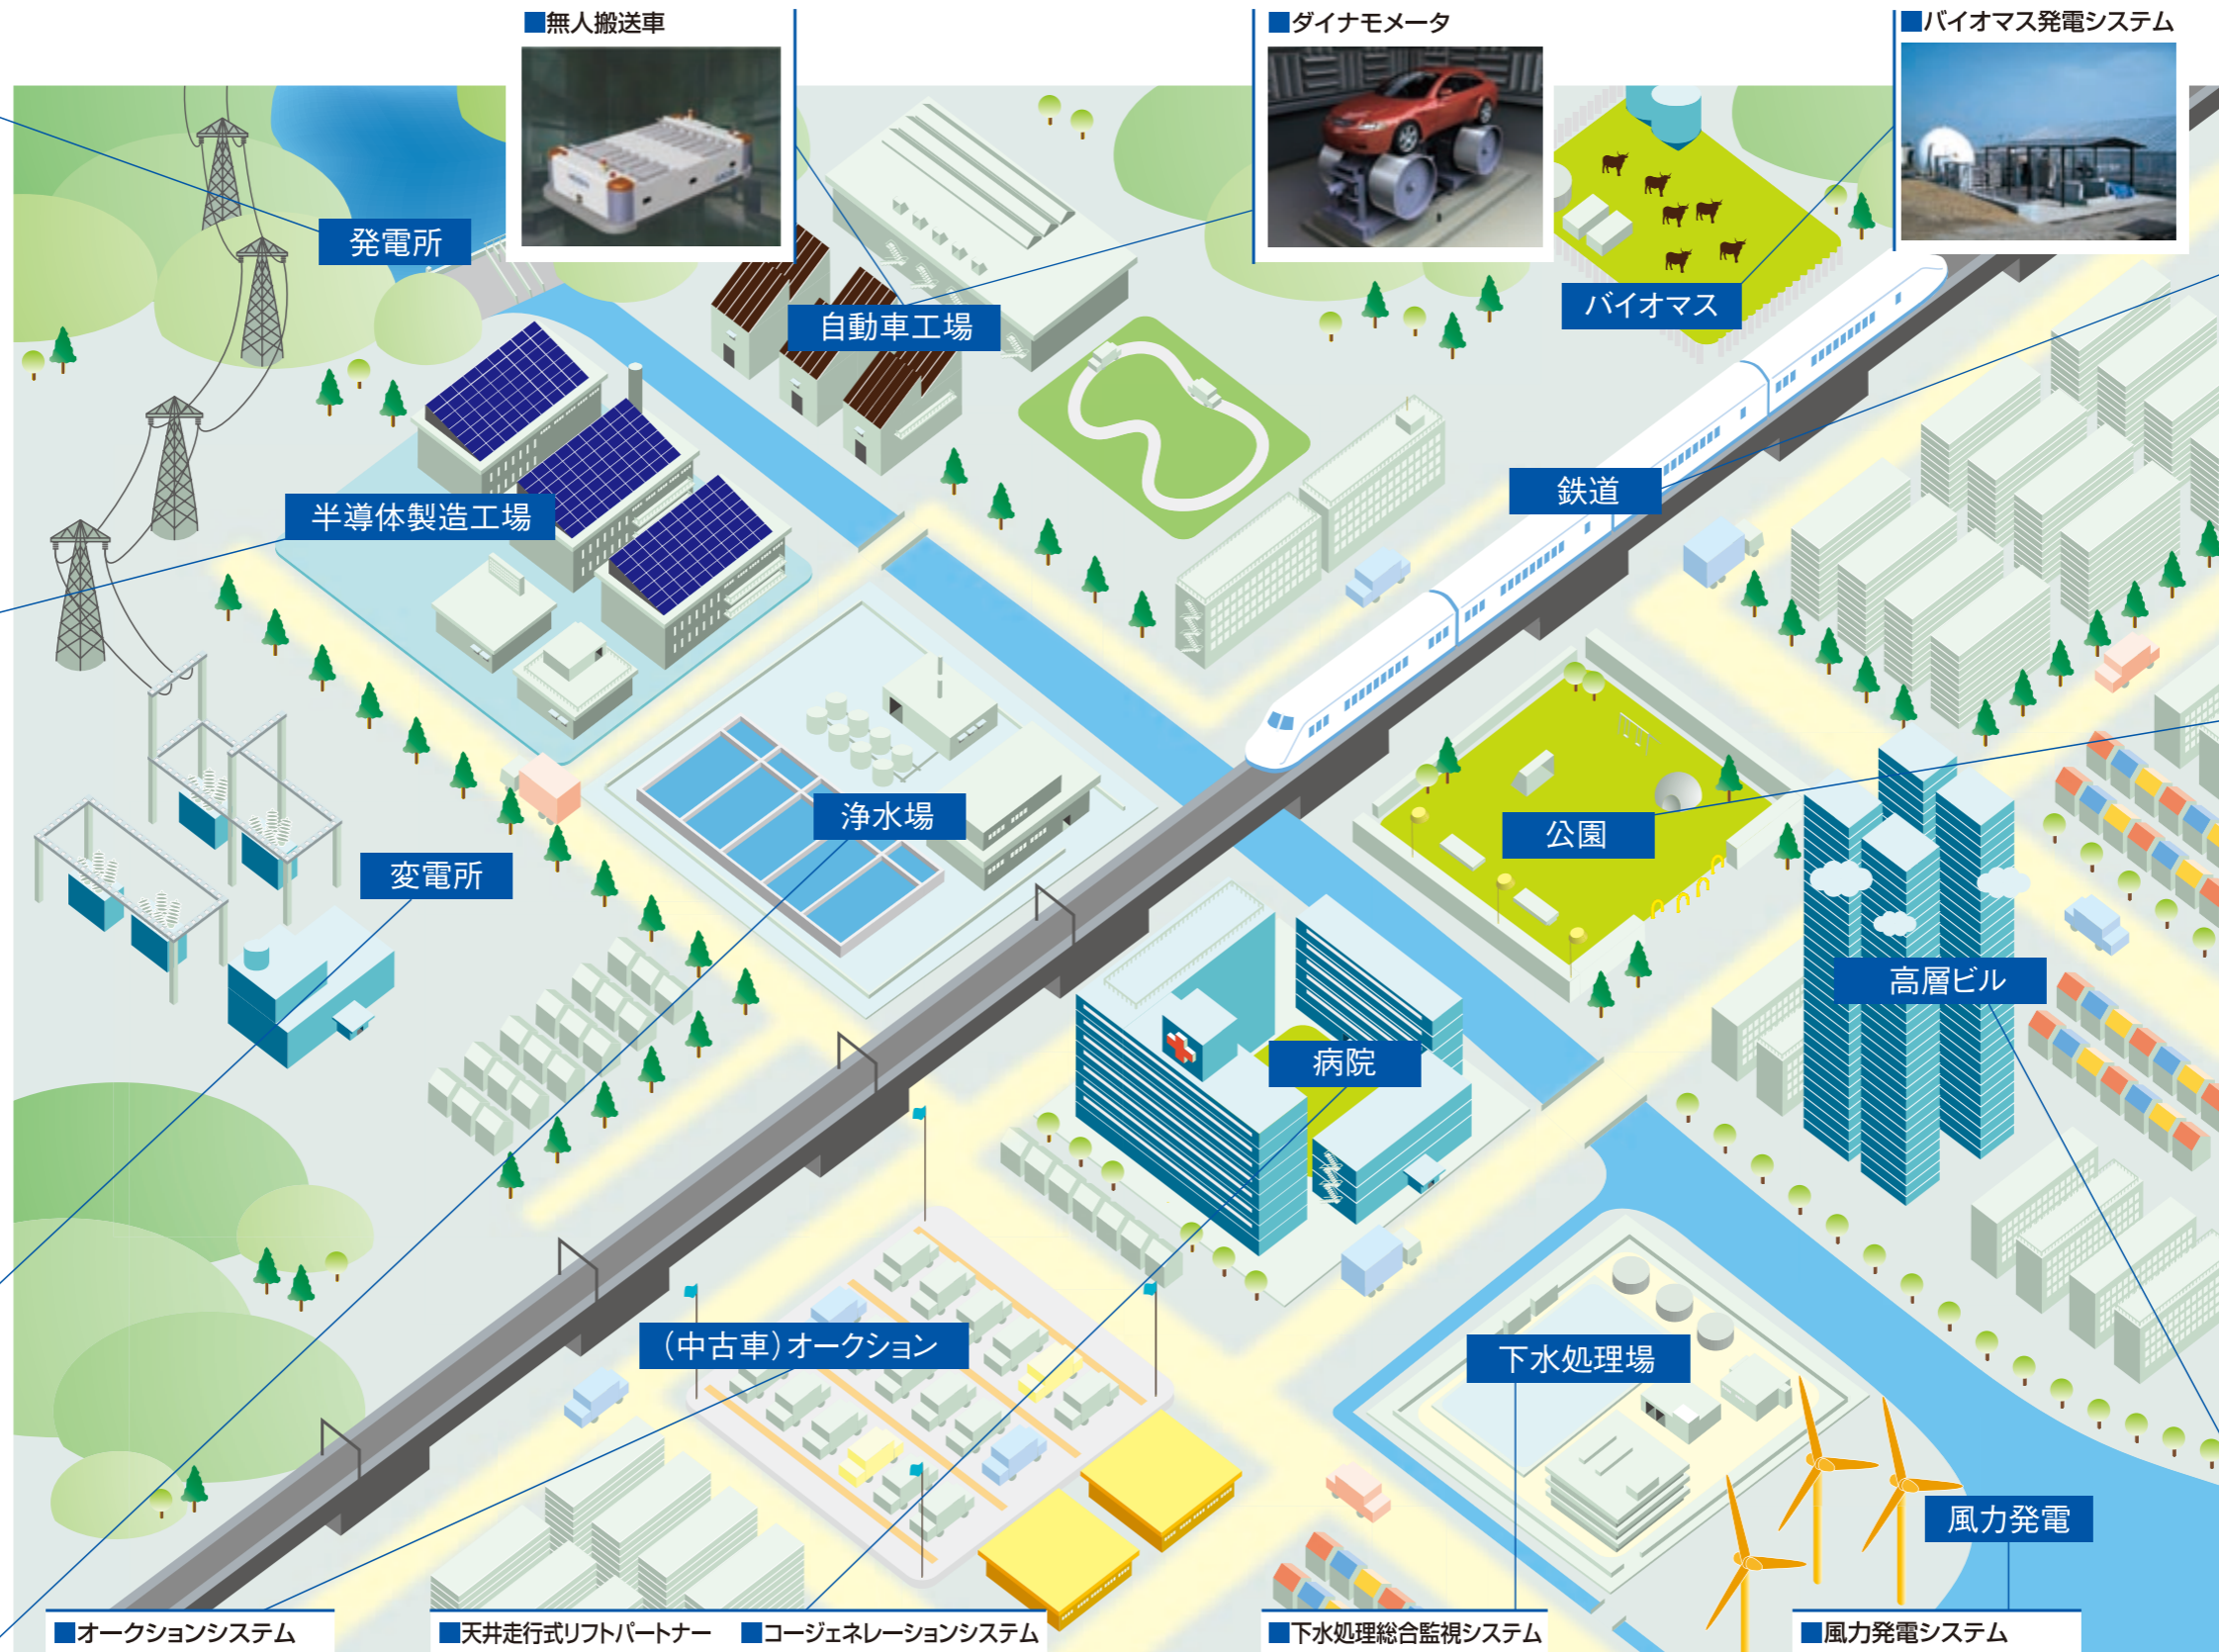 ■無人搬送車
■ダイナモメータ
■バイオマス発電システム
発電所
自動車工場
バイオマス
鉄道
半導体製造工場
浄水場
公園
変電所
高層ビル
病院
（中古車）オークション
下水処理場
風力発電
■オークションシステム
■天井走行式リフトパートナー
■コージェネレーションシステム
■下水処理総合監視システム
■風力発電システム